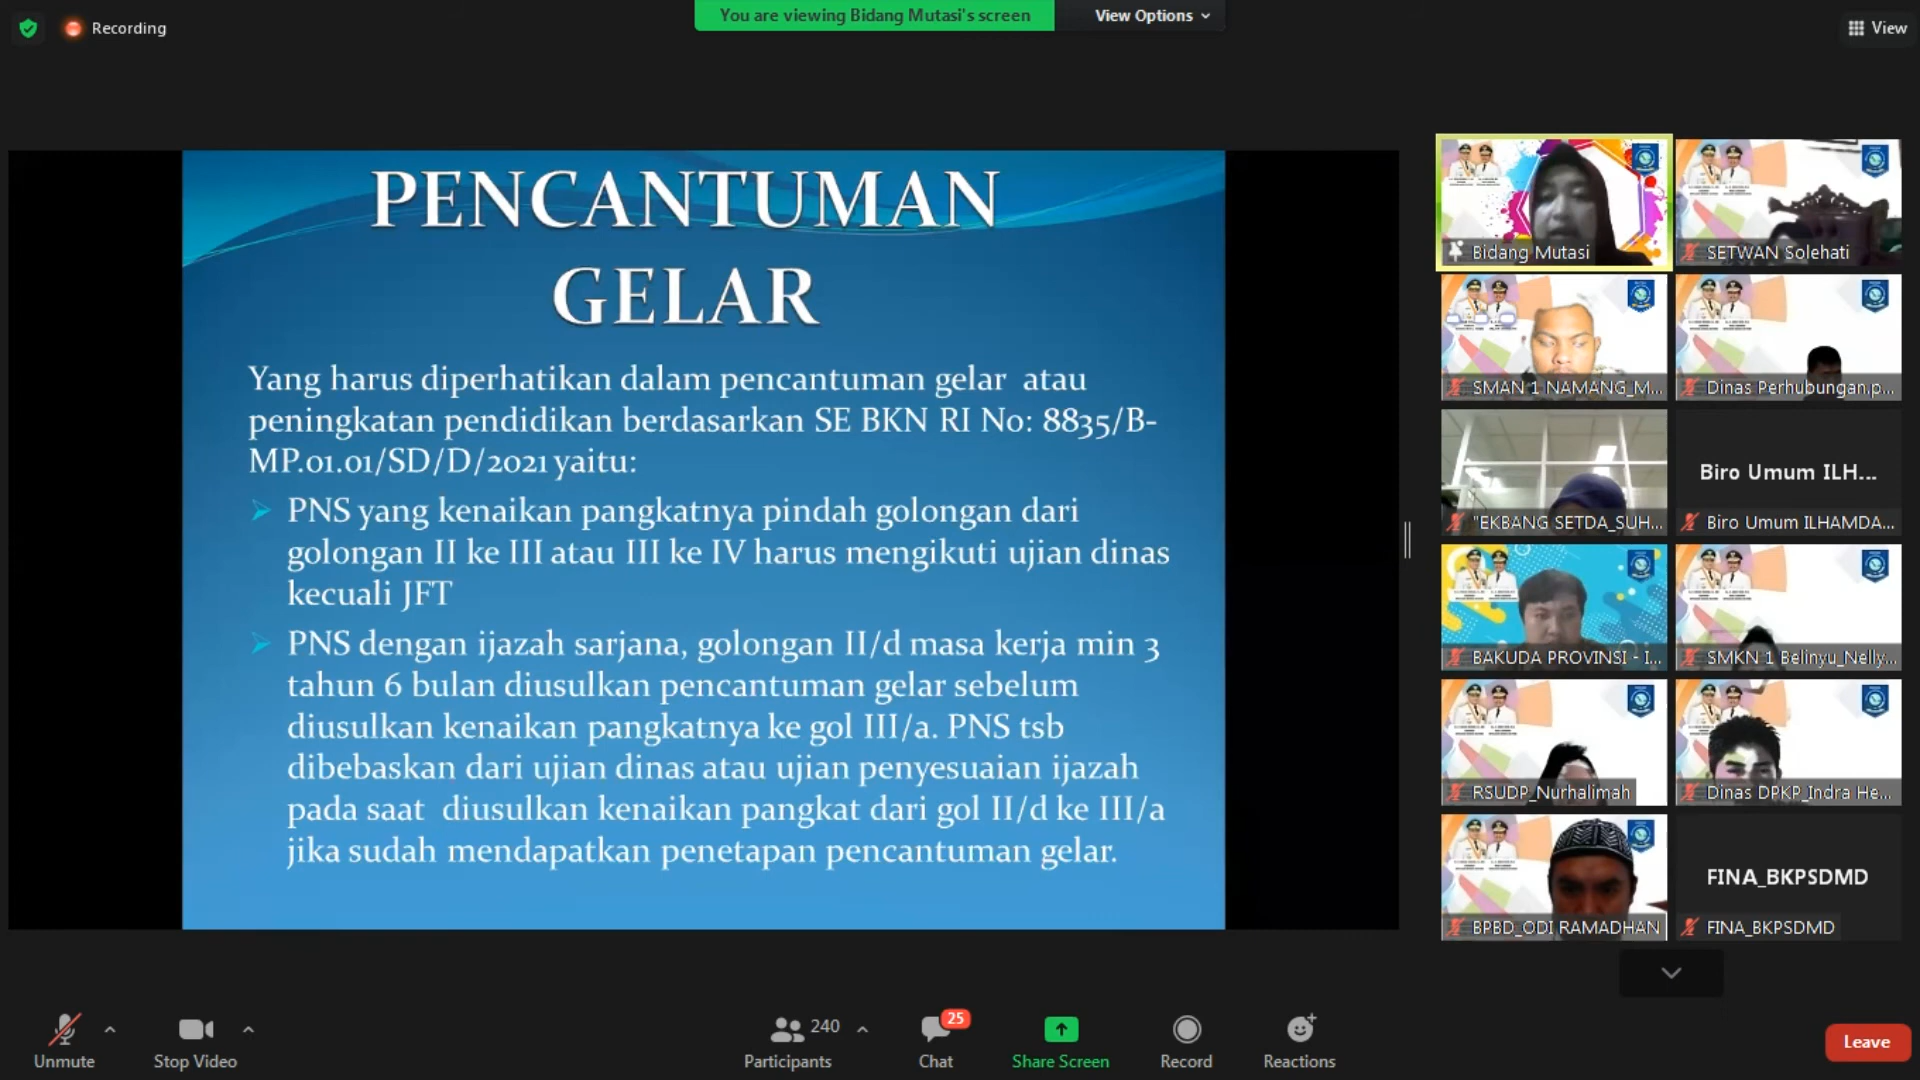 Recording
You are viewing Bidang Mutasi's screen
View Options
View
PENCANTUMAN
GELAR
Yang harus diperhatikan dalam pencantuman gelar atau
peningkatan pendidikan berdasarkan SE BKN RI No: 8835/B-
MP.01.01/SD/D/2021 yaitu:
PNS yang kenaikan pangkatnya pindah golongan dari
golongan II ke III atau III ke IV harus mengikuti ujian dinas
kecuali JFT
PNS dengan ijazah sarjana, golongan II/d masa kerja min 3
tahun 6 bulan diusulkan pencantuman gelar sebelum
diusulkan kenaikan pangkatnya ke gol III/a. PNS tsb
dibebaskan dari ujian dinas atau ujian penyesuaian ijazah
pada saat diusulkan kenaikan pangkat dari gol II/d ke III/a
jika sudah mendapatkan penetapan pencantuman gelar.
Bidang Mutasi
SETWAN Solehati
SMAN 1 NAMANG_M...
Dinas Perhubungan.p...
"EKBANG SETDA_SUH...
Biro Umum ILH...
Biro Umum ILHAMDA...
BAKUDA PROVINSI - I...
SMKN 1 Belinyu_Nelly...
RSUDP_Nurhalimah
Dinas DPKP_Indra He...
BPBD_ODI RAMADHAN
FINA_BKPSDMD
FINA_BKPSDMD
Unmute
Stop Video
240
Participants
25
Chat
Share Screen
Record
Reactions
Leave